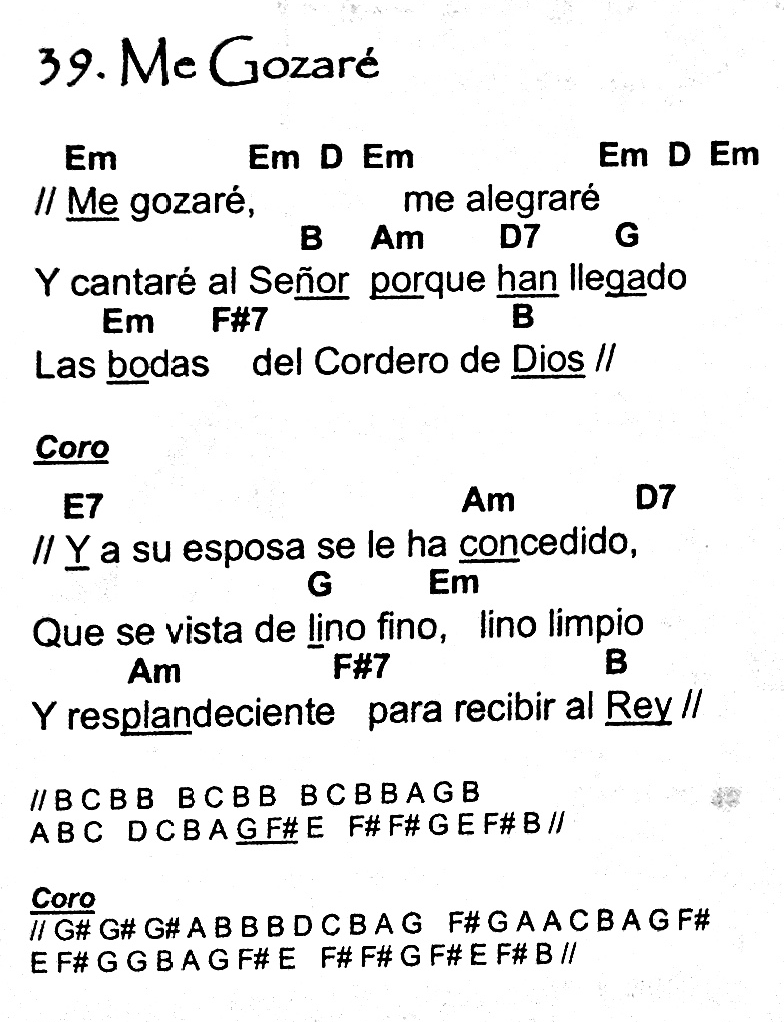 39. Me Gozaré
Em Em D Em Em D Em
// Me gozaré, me alegraré
B Am D7 G
Y cantaré al Señor porque han llegado
Em F#7 B
Las bodas del Cordero de Dios //
Coro
E7 Am D7
// Y a su esposa se le ha concedido,
G Em
Que se vista de lino fino, lino limpio
Am F#7 B
Y resplandeciente para recibir al Rey //
// B C B B B C B B B C B B A G B
A B C D C B A G F# E F# F# G E F# B //
Coro
// G# G# G# A B B B D C B A G F# G A A C B A G F#
E F# G G B A G F# E F# F# G F# E F# B //